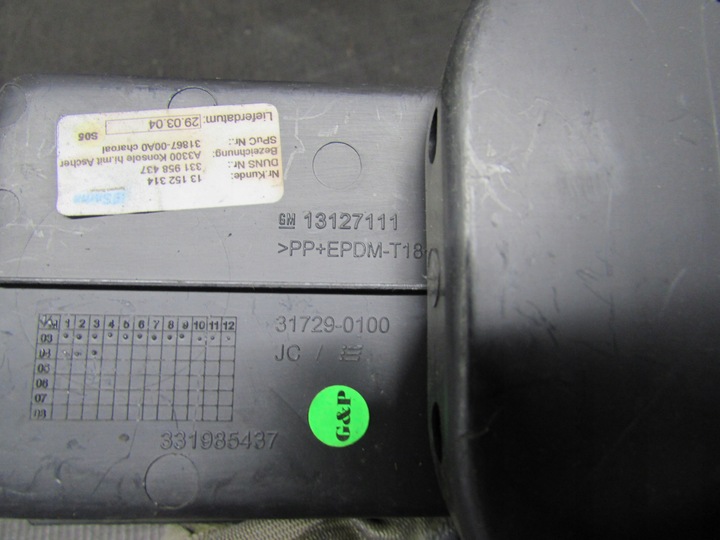 Nr.Kunde: 13 152 314
DUNS Nr.: 331 958 437
Bezeichnung: A3300 Konsole h.mit Ascher
SPuC Nr.: 31867-00A0 charoal
Lieferdatum: 29.03.04 S05
GM 13127111
>PP+EPDM-T18
1 2 3 4 5 6 7 8 9 10 11 12
03
04
05
06
07
08
31729-0100
JC /
G&P
331985437